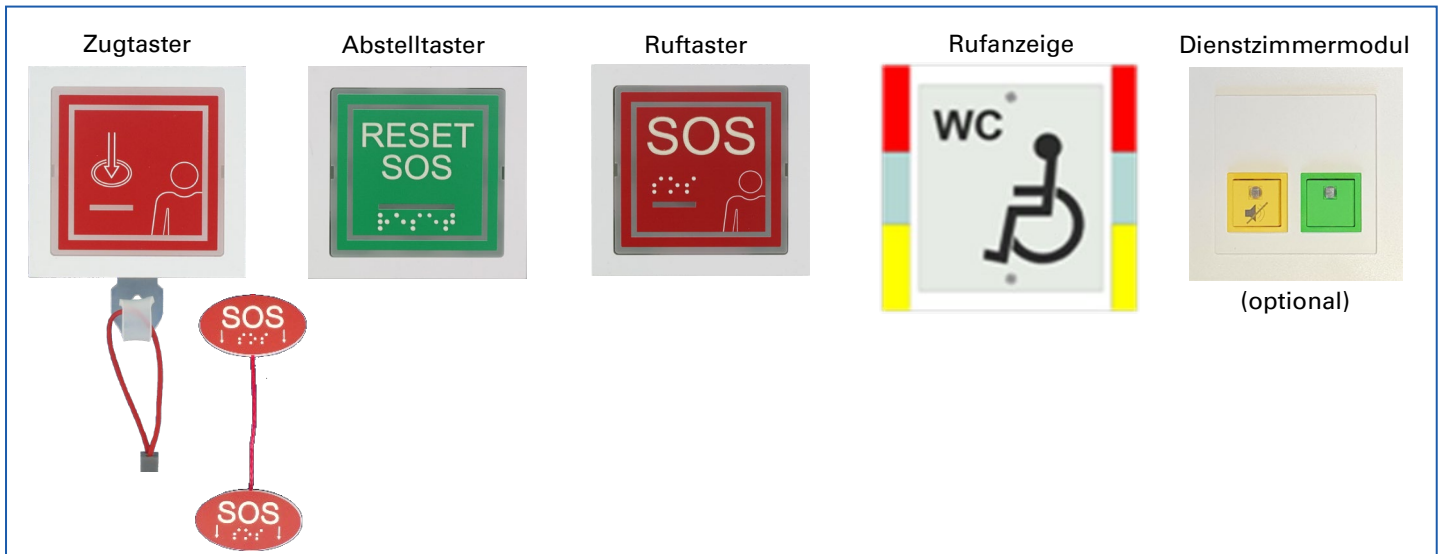 Zugtaster
Abstelltaster
Ruftaster
Rufanzeige
Dienstzimmermodul
RESET
SOS
SOS
WC
(optional)
SOS
SOS